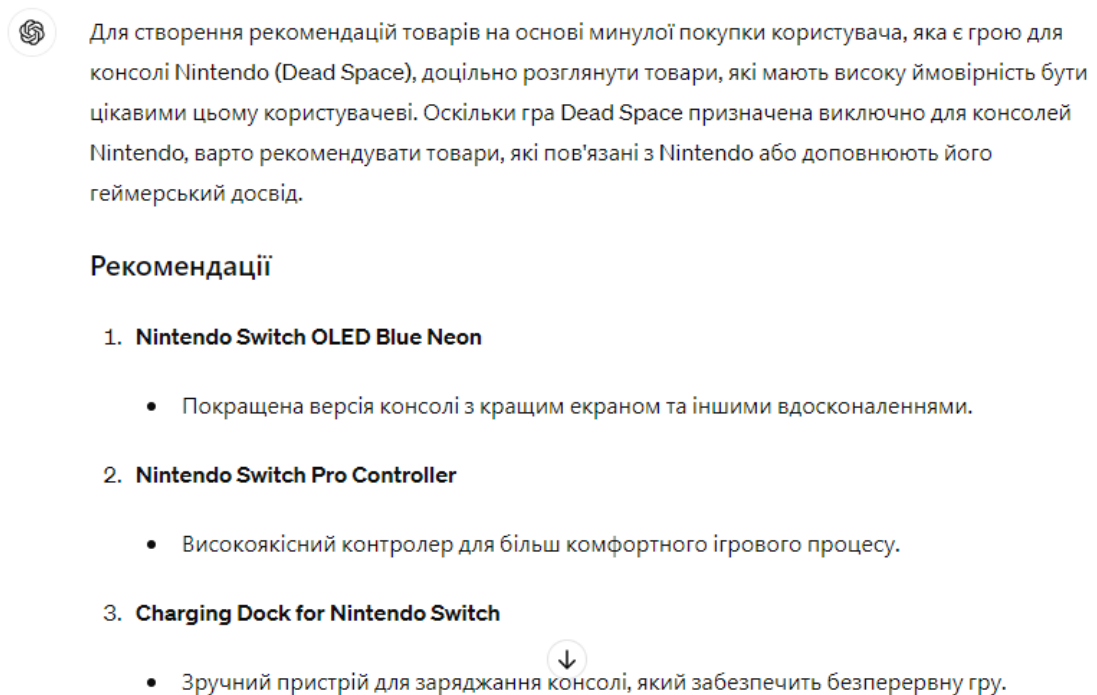 Для створення рекомендацій товарів на основі минулої покупки користувача, яка є грою для
консолі Nintendo (Dead Space), доцільно розглянути товари, які мають високу ймовірність бути
цікавими цьому користувачеві. Оскільки гра Dead Space призначена виключно для консолей
Nintendo, варто рекомендувати товари, які пов'язані з Nintendo або доповнюють його
геймерський досвід.
Рекомендації
1. Nintendo Switch OLED Blue Neon
• Покращена версія консолі з кращим екраном та іншими вдосконаленнями.
2. Nintendo Switch Pro Controller
• Високоякісний контролер для більш комфортного ігрового процесу.
3. Charging Dock for Nintendo Switch
• Зручний пристрій для заряджання консолі, який забезпечить безперервну гру.